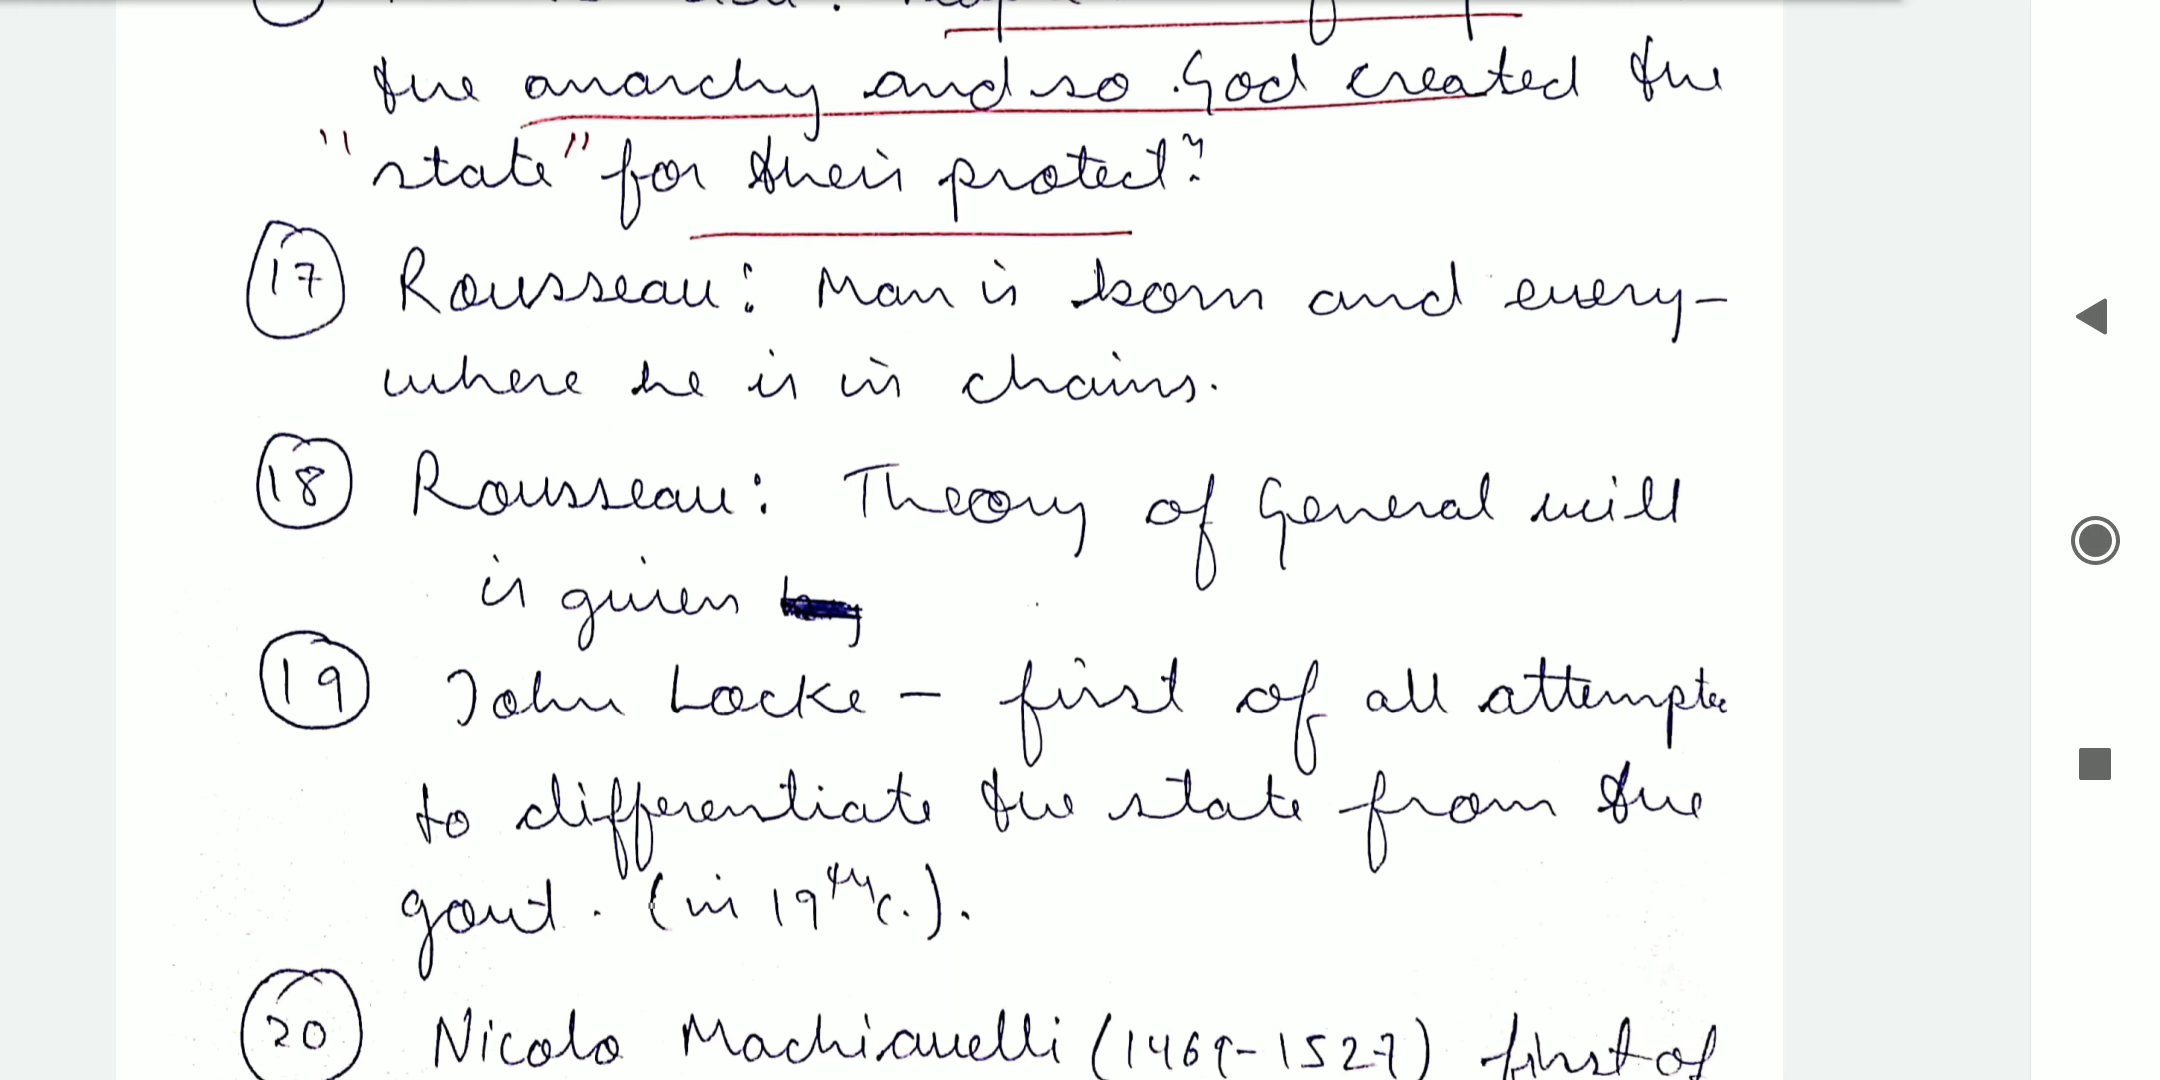 the anarchy and so God created the
"state" for their protectⁿ.
17 Rousseau: Man is born and every-
where he is in chains.
18 Rousseau: Theory of General will
is given
19 John Locke - first of all attempte
to differentiate the state from the
govt. (in 19th c.).
20 Nicolo Machiavelli (1469-1527) first of